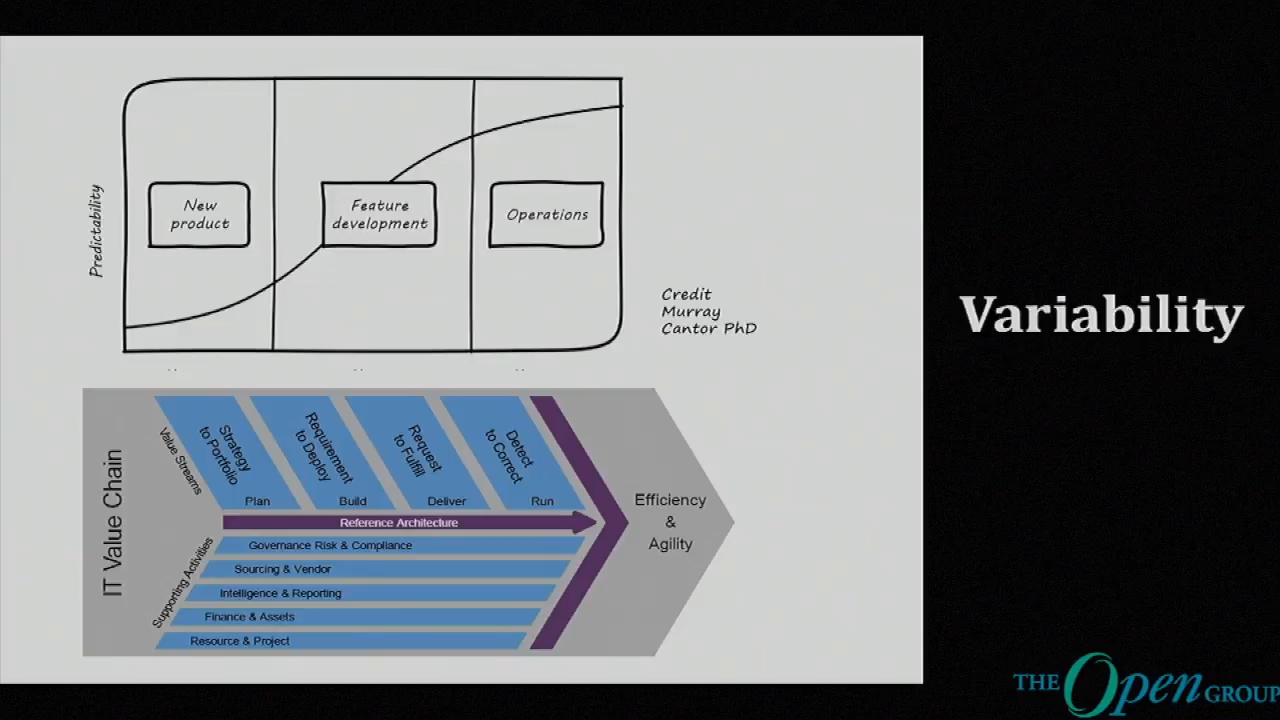 Predictability
New
product
Feature
development
Operations
Credit
Murray
Cantor PhD
Variability
IT Value Chain
Value Streams
Strategy
to Portfolio
Plan
Requirement
to Deploy
Build
Request
to Fulfill
Deliver
Detect
to Correct
Run
Reference Architecture
Efficiency
&
Agility
Supporting Activities
Governance Risk & Compliance
Sourcing & Vendor
Intelligence & Reporting
Finance & Assets
Resource & Project
THE Open GROUP